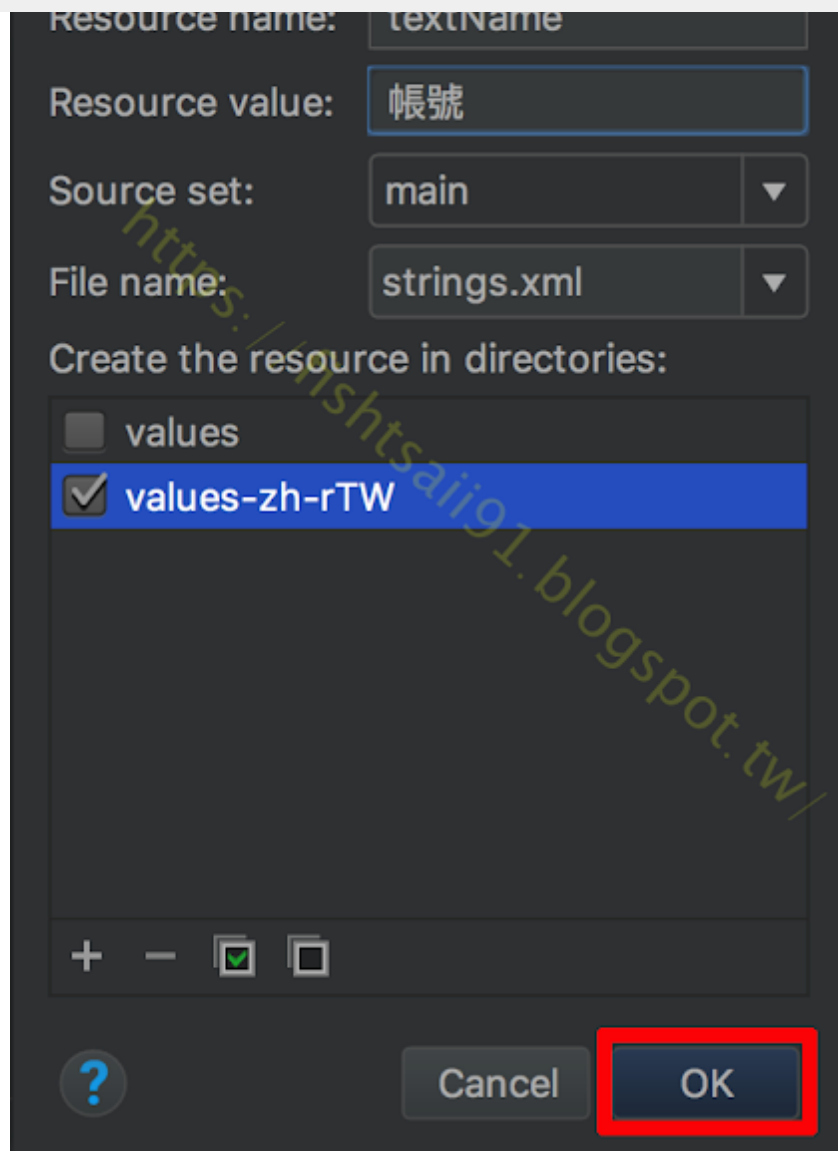 Resource name: textName
Resource value: 帳號
Source set: main
File name: strings.xml
Create the resource in directories:
values
values-zh-rTW
https://fishtsaii91.blogspot.tw/
Cancel OK